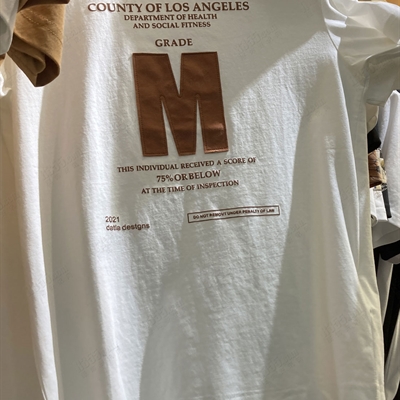 COUNTY OF LOS ANGELES
DEPARTMENT OF HEALTH
AND SOCIAL FITNESS
GRADE
M
THIS INDIVIDUAL RECEIVED A SCORE OF
75% OR BELOW
AT THE TIME OF INSPECTION
2021
DO NOT REMOVE UNDER PENALTY OF LAW
datla designs